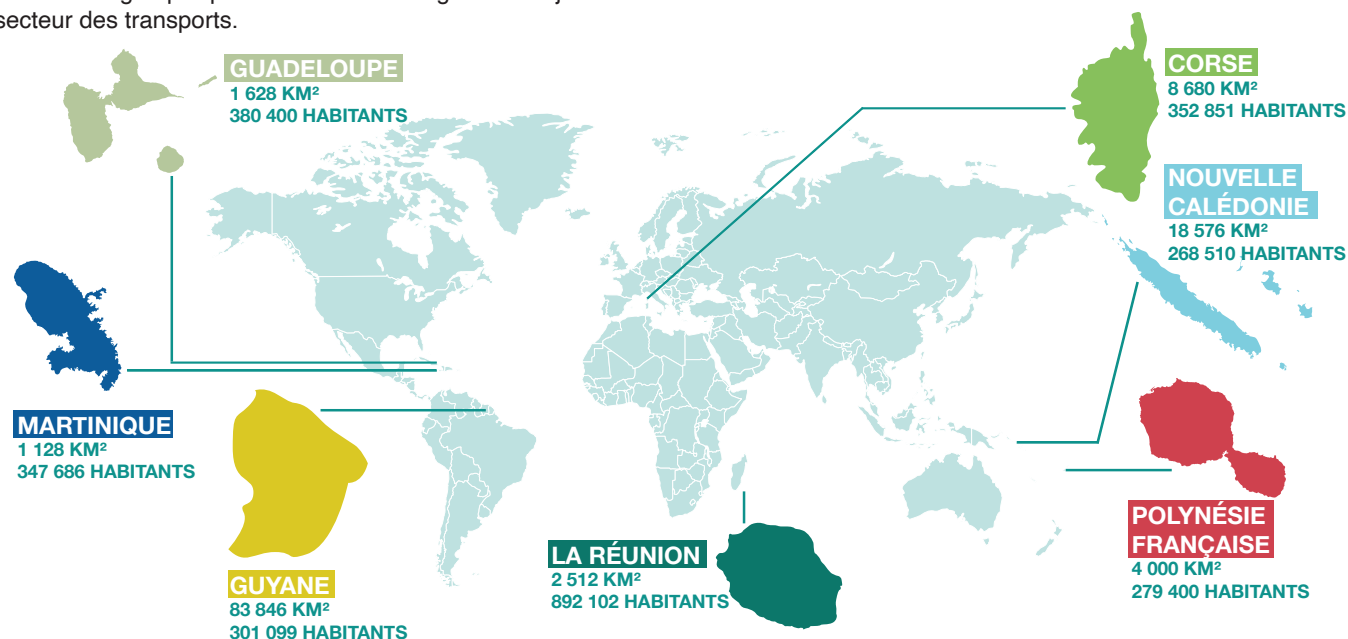 secteur des transports.
GUADELOUPE
1 628 KM²
380 400 HABITANTS
CORSE
8 680 KM²
352 851 HABITANTS
NOUVELLE
CALÉDONIE
18 576 KM²
268 510 HABITANTS
MARTINIQUE
1 128 KM²
347 686 HABITANTS
GUYANE
83 846 KM²
301 099 HABITANTS
LA RÉUNION
2 512 KM²
892 102 HABITANTS
POLYNÉSIE
FRANÇAISE
4 000 KM²
279 400 HABITANTS